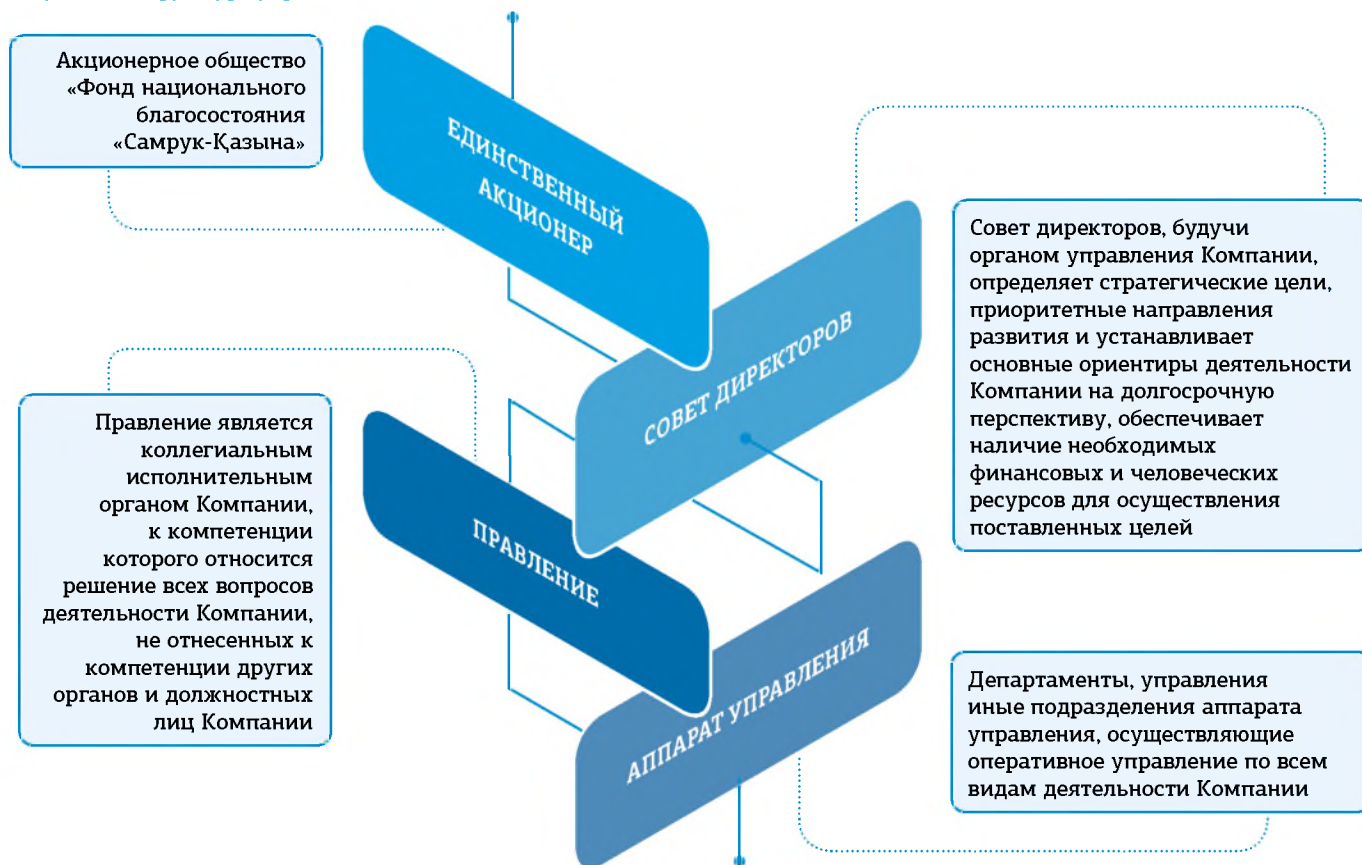 Акционерное общество
«Фонд национального
благосостояния
«Самрук-Қазына»
ЕДИНСТВЕННЫЙ
АКЦИОНЕР
СОВЕТ ДИРЕКТОРОВ
Совет директоров, будучи
органом управления Компании,
определяет стратегические цели,
приоритетные направления
развития и устанавливает
основные ориентиры деятельности
Компании на долгосрочную
перспективу, обеспечивает
наличие необходимых
финансовых и человеческих
ресурсов для осуществления
поставленных целей
Правление является
коллегиальным
исполнительным
органом Компании,
к компетенции
которого относится
решение всех вопросов
деятельности Компании,
не отнесенных к
компетенции других
органов и должностных
лиц Компании
ПРАВЛЕНИЕ
АППАРАТ УПРАВЛЕНИЯ
Департаменты, управления
иные подразделения аппарата
управления, осуществляющие
оперативное управление по всем
видам деятельности Компании